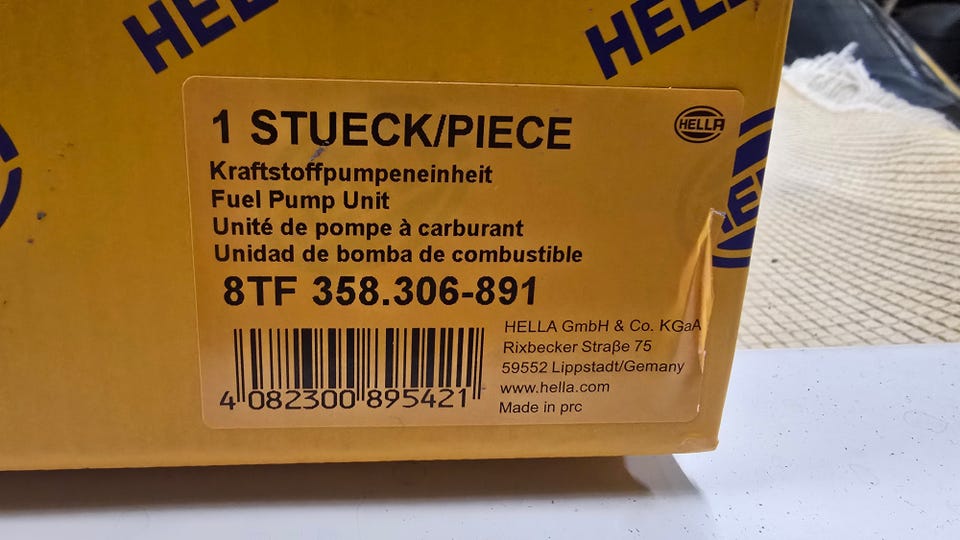 HELLA
HELLA
1 STUECK/PIECE
HELLA
Kraftstoffpumpeneinheit
Fuel Pump Unit
Unité de pompe à carburant
Unidad de bomba de combustible
8TF 358.306-891
HELLA GmbH & Co. KGaA
Rixbecker Straβe 75
59552 Lippstadt/Gemany
www.hella.com
Made in prc
4 082300 895421